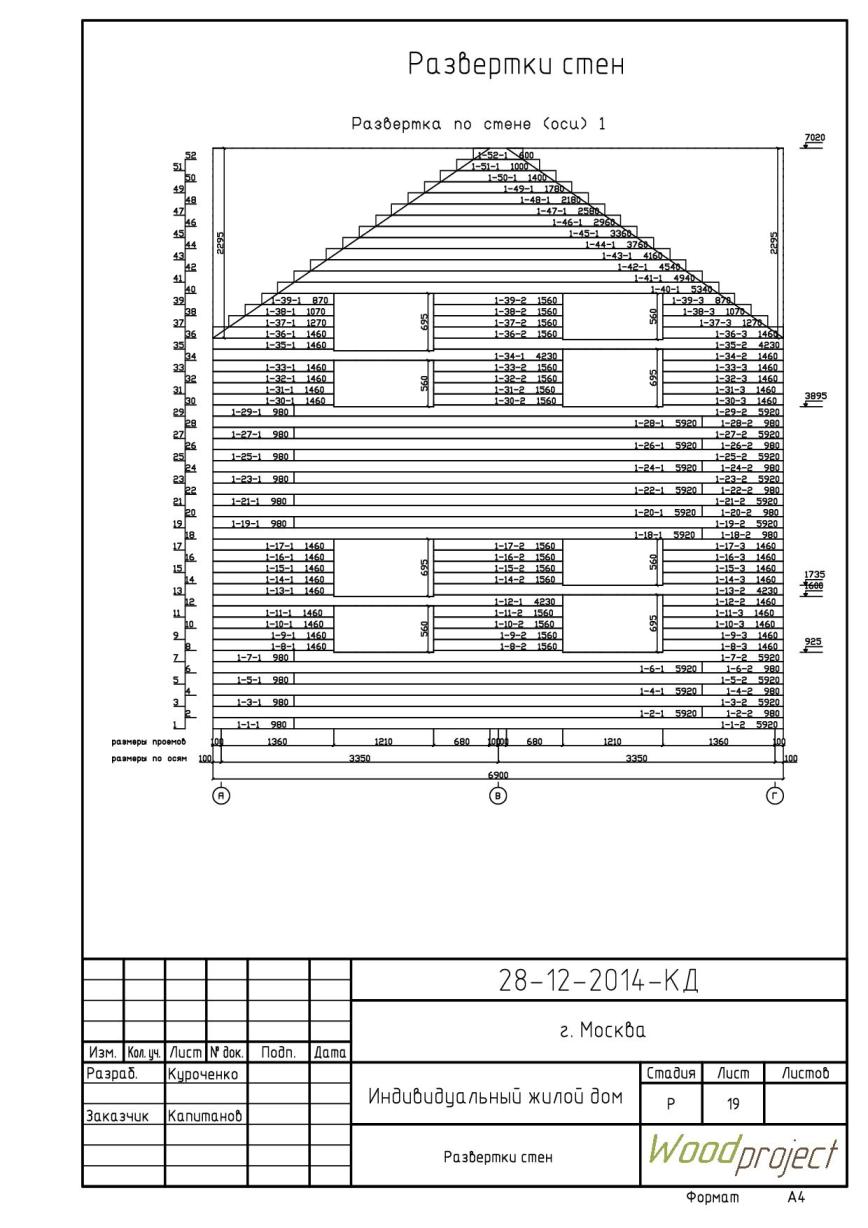 Развертки стен
Развертка по стене (оси) 1
7020
52 1-52-1 600
51 1-51-1 1000
50 1-50-1 1400
49 1-49-1 1780
48 1-48-1 2180
47 1-47-1 2580
46 1-46-1 2960
45 1-45-1 3360
44 1-44-1 3760
2295 2295
43 1-43-1 4160
42 1-42-1 4540
41 1-41-1 4940
40 1-40-1 5340
39 1-39-1 870 1-39-2 1560 1-39-3 870
38 1-38-1 1070 1-38-2 1560 1-38-3 1070
695 560
37 1-37-1 1270 1-37-2 1560 1-37-3 1270
36 1-36-1 1460 1-36-2 1560 1-36-3 1460
35 1-35-1 1460 1-35-2 4230
34 1-34-1 4230 1-34-2 1460
33 1-33-1 1460 1-33-2 1560 1-33-3 1460
32 1-32-1 1460 1-32-2 1560 1-32-3 1460
560 695
31 1-31-1 1460 1-31-2 1560 1-31-3 1460
30 1-30-1 1460 1-30-2 1560 1-30-3 1460
3895
29 1-29-1 980 1-29-2 5920
28 1-28-1 5920 1-28-2 980
27 1-27-1 980 1-27-2 5920
26 1-26-1 5920 1-26-2 980
25 1-25-1 980 1-25-2 5920
24 1-24-1 5920 1-24-2 980
23 1-23-1 980 1-23-2 5920
22 1-22-1 5920 1-22-2 980
21 1-21-1 980 1-21-2 5920
20 1-20-1 5920 1-20-2 980
19 1-19-1 980 1-19-2 5920
18 1-18-1 5920 1-18-2 980
17 1-17-1 1460 1-17-2 1560 1-17-3 1460
16 1-16-1 1460 1-16-2 1560 1-16-3 1460
695 560
15 1-15-1 1460 1-15-2 1560 1-15-3 1460
14 1-14-1 1460 1-14-2 1560 1-14-3 1460
1735
13 1-13-1 1460 1-13-2 4230
1600
12 1-12-1 4230 1-12-2 1460
11 1-11-1 1460 1-11-2 1560 1-11-3 1460
10 1-10-1 1460 1-10-2 1560 1-10-3 1460
560 695
9 1-9-1 1460 1-9-2 1560 1-9-3 1460
8 1-8-1 1460 1-8-2 1560 1-8-3 1460
925
7 1-7-1 980 1-7-2 5920
6 1-6-1 5920 1-6-2 980
5 1-5-1 980 1-5-2 5920
4 1-4-1 5920 1-4-2 980
3 1-3-1 980 1-3-2 5920
2 1-2-1 5920 1-2-2 980
1 1-1-1 980 1-1-2 5920
размеры проемов 100 1360 1210 680 100100 680 1210 1360 100
размеры по осям 100 3350 3350 100
6900
А В Г
28-12-2014-КД
г. Москва
Изм. Кол. уч. Лист № док. Подп. Дата
Разраб. Куроченко
Заказчик Капитанов
Индивидуальный жилой дом
Стадия Лист Листов
Р 19
Развертки стен
Woodproject
Формат А4